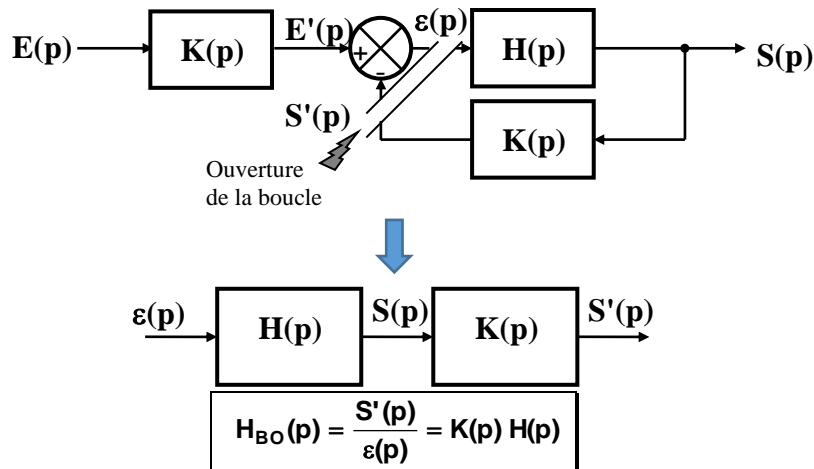 E(p) K(p) E'(p) + - ε(p) H(p) S(p)
S'(p) K(p)
Ouverture
de la boucle
ε(p) H(p) S(p) K(p) S'(p)
H_BO(p) = S'(p) / ε(p) = K(p) H(p)